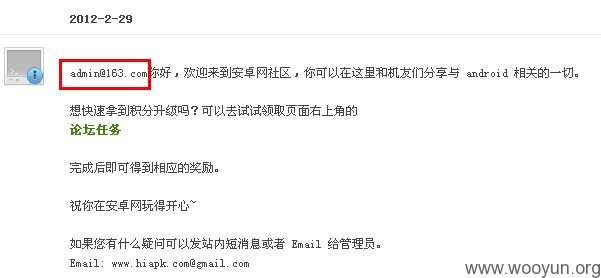 2012-2-29
admin@163.com你好，欢迎来到安卓网社区，你可以在这里和机友们分享与 android 相关的一切。
想快速拿到积分升级吗？可以去试试领取页面右上角的
论坛任务
完成后即可得到相应的奖励。
祝你在安卓网玩得开心~
如果您有什么疑问可以发站内短消息或者 Email 给管理员。
Email: www.hiapk.com@gmail.com
www.wooyun.org